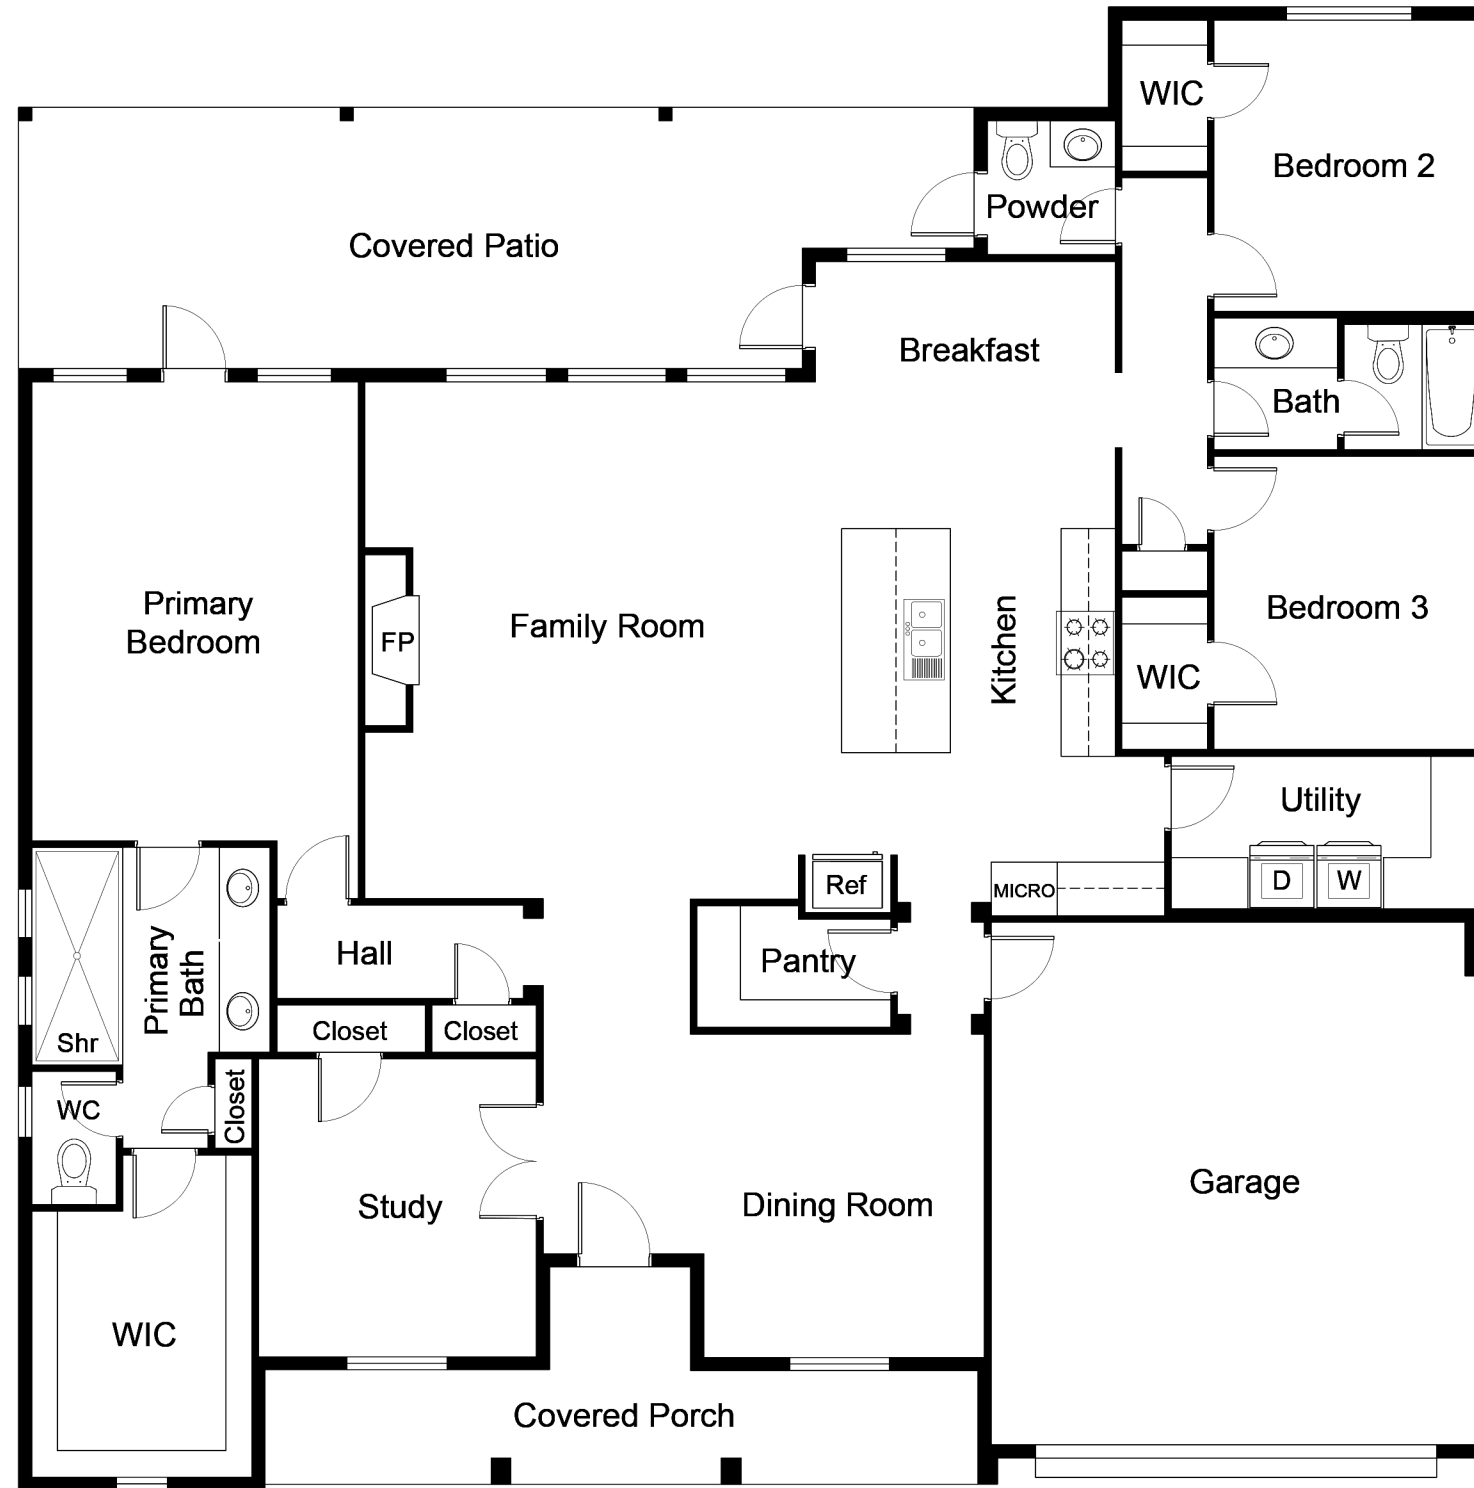 WIC
Bedroom 2
Powder
Covered Patio
Breakfast
Bath
Primary
Bedroom
FP
Family Room
Kitchen
Bedroom 3
WIC
Utility
D
W
Ref
MICRO
Hall
Pantry
Primary
Bath
Shr
Closet
Closet
Closet
WC
Study
Dining Room
Garage
WIC
Covered Porch